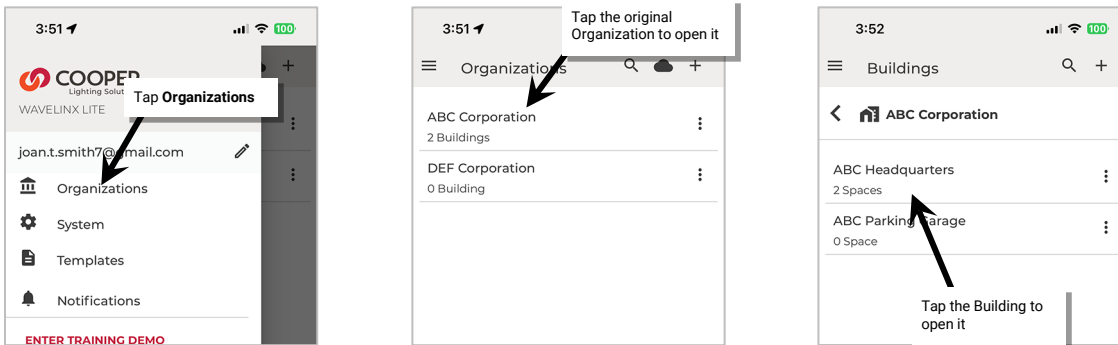 3:51
100
COOPER
Lighting Solut
WAVELINX LITE
Tap Organizations
joan.t.smith7@gmail.com
Organizations
System
Templates
Notifications
ENTER TRAINING DEMO
3:51
Tap the original
Organization to open it
Organizations
ABC Corporation
2 Buildings
DEF Corporation
0 Building
3:52
100
Buildings
ABC Corporation
ABC Headquarters
2 Spaces
ABC Parking Garage
0 Space
Tap the Building to
open it